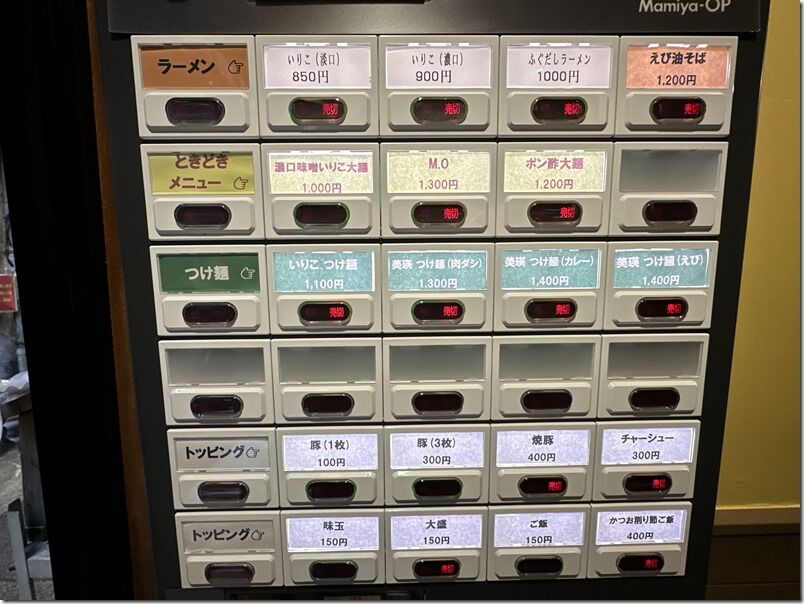 Mamiya-OP
ラーメン☞
いりこ (淡口)
850円
売切
いりこ (濃口)
900円
売切
ふぐだしラーメン
1000円
売切
えび油そば
1,200円
売切
ときどき
メニュー ☞
濃口味噌いりこ大麺
1,000円
M.O
1,300円
売切
ポン酢大麺
1,200円
売切
つけ麺 ☞
いりこ つけ麺
1,100円
売切
美瑛 つけ麺 (肉ダシ)
1,300円
売切
美瑛 つけ麺 (カレー)
1,400円
売切
美瑛 つけ麺 (えび)
1,400円
売切
トッピング☞
豚 (1枚)
100円
豚 (3枚)
300円
焼豚
400円
売切
チャーシュー
300円
売切
トッピング☞
味玉
150円
大盛
150円
売切
ご飯
150円
かつお削り節ご飯
400円
売切